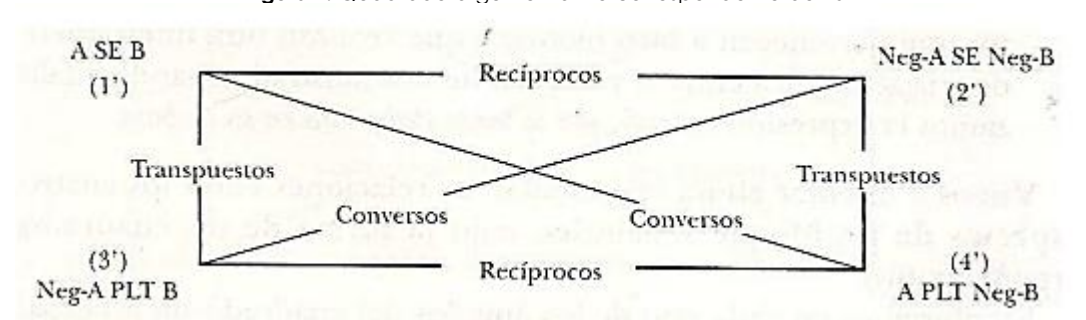 A SE B
(1')
Recíprocos
Neg-A SE Neg-B
(2')
Transpuestos
Transpuestos
Conversos
Conversos
(3')
Neg-A PLT B
Recíprocos
(4')
A PLT Neg-B